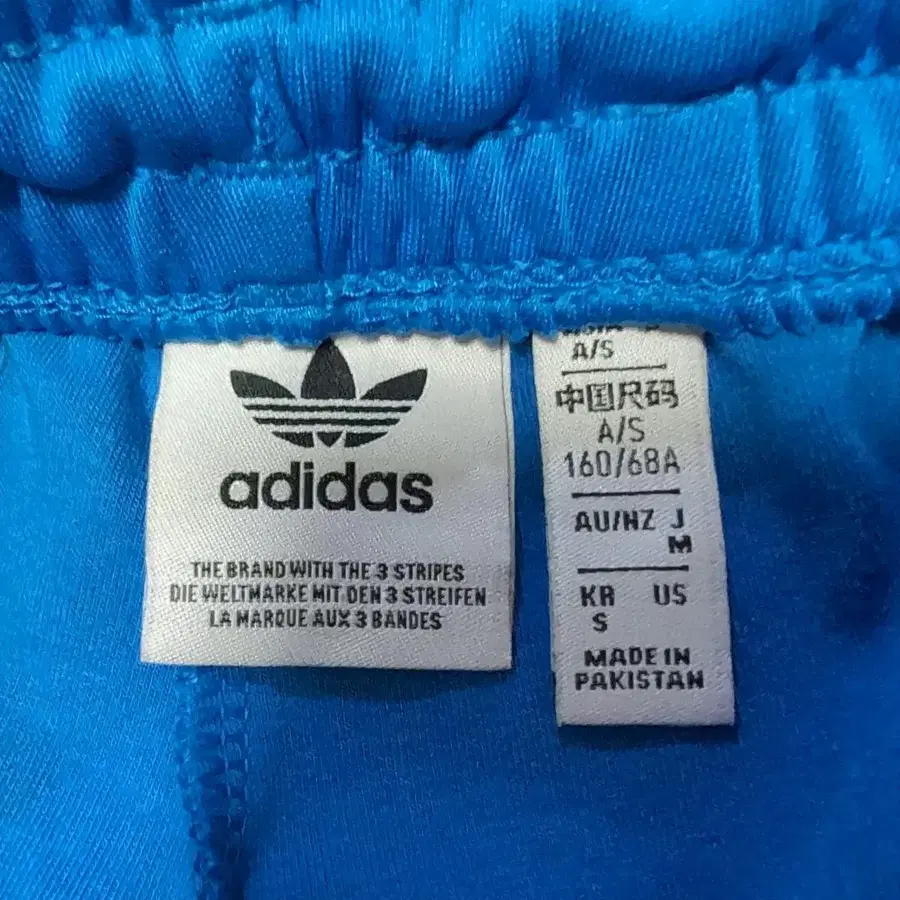 adidas
THE BRAND WITH THE 3 STRIPES
DIE WELTMARKE MIT DEN 3 STREIFEN
LA MARQUE AUX 3 BANDES
A/S
中国尺码
A/S
160/68A
AU/NZ J
M
KR US
S
MADE IN
PAKISTAN